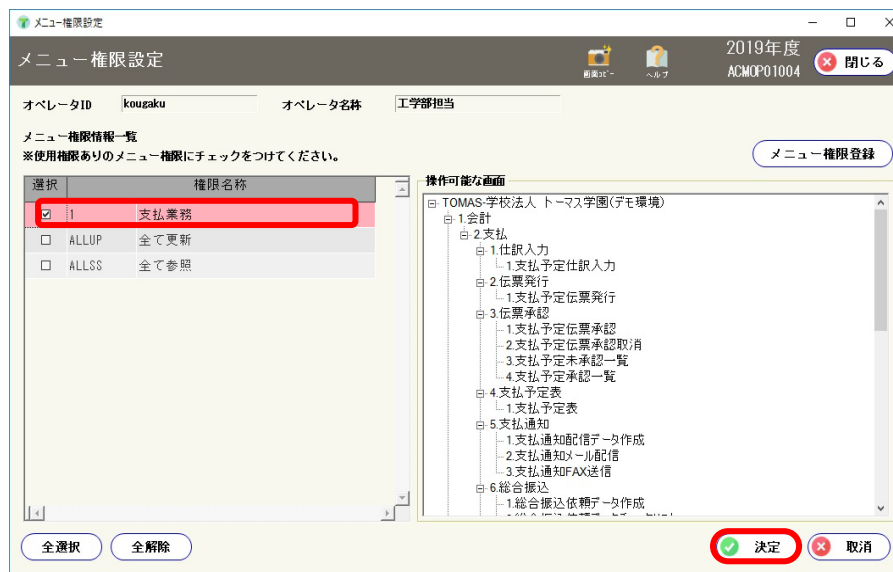 メニュー権限設定
メニュー権限設定
画面コピー
ヘルプ
2019年度
ACMOP01004
閉じる
オペレータID kougaku オペレータ名称 工学部担当
メニュー権限情報一覧
※使用権限ありのメニュー権限にチェックをつけてください。
メニュー権限登録
選択 権限名称
1 支払業務
ALLUP 全て更新
ALLSS 全て参照
操作可能な画面
TOMAS-学校法人 トーマス学園(デモ環境)
1.会計
2.支払
1.仕訳入力
1.支払予定仕訳入力
2.伝票発行
1.支払予定伝票発行
3.伝票承認
1.支払予定伝票承認
2.支払予定伝票承認取消
3.支払予定未承認一覧
4.支払予定承認一覧
4.支払予定表
1.支払予定表
5.支払通知
1.支払通知配信データ作成
2.支払通知メール配信
3.支払通知FAX送信
6.総合振込
1.総合振込依頼データ作成
全選択 全解除
決定 取消